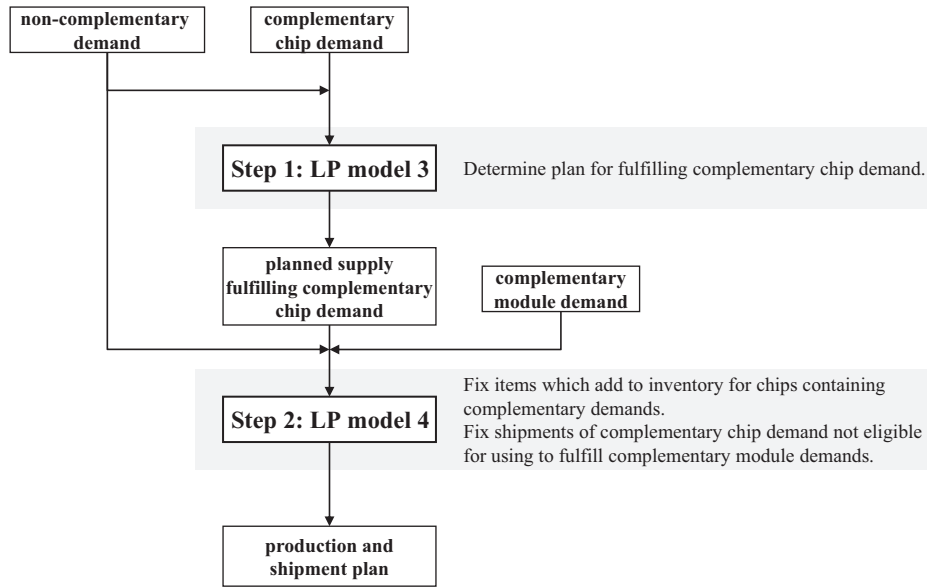 non-complementary
demand
complementary
chip demand
Step 1: LP model 3
Determine plan for fulfilling complementary chip demand.
planned supply
fulfilling complementary
chip demand
complementary
module demand
Step 2: LP model 4
Fix items which add to inventory for chips containing
complementary demands.
Fix shipments of complementary chip demand not eligible
for using to fulfill complementary module demands.
production and
shipment plan